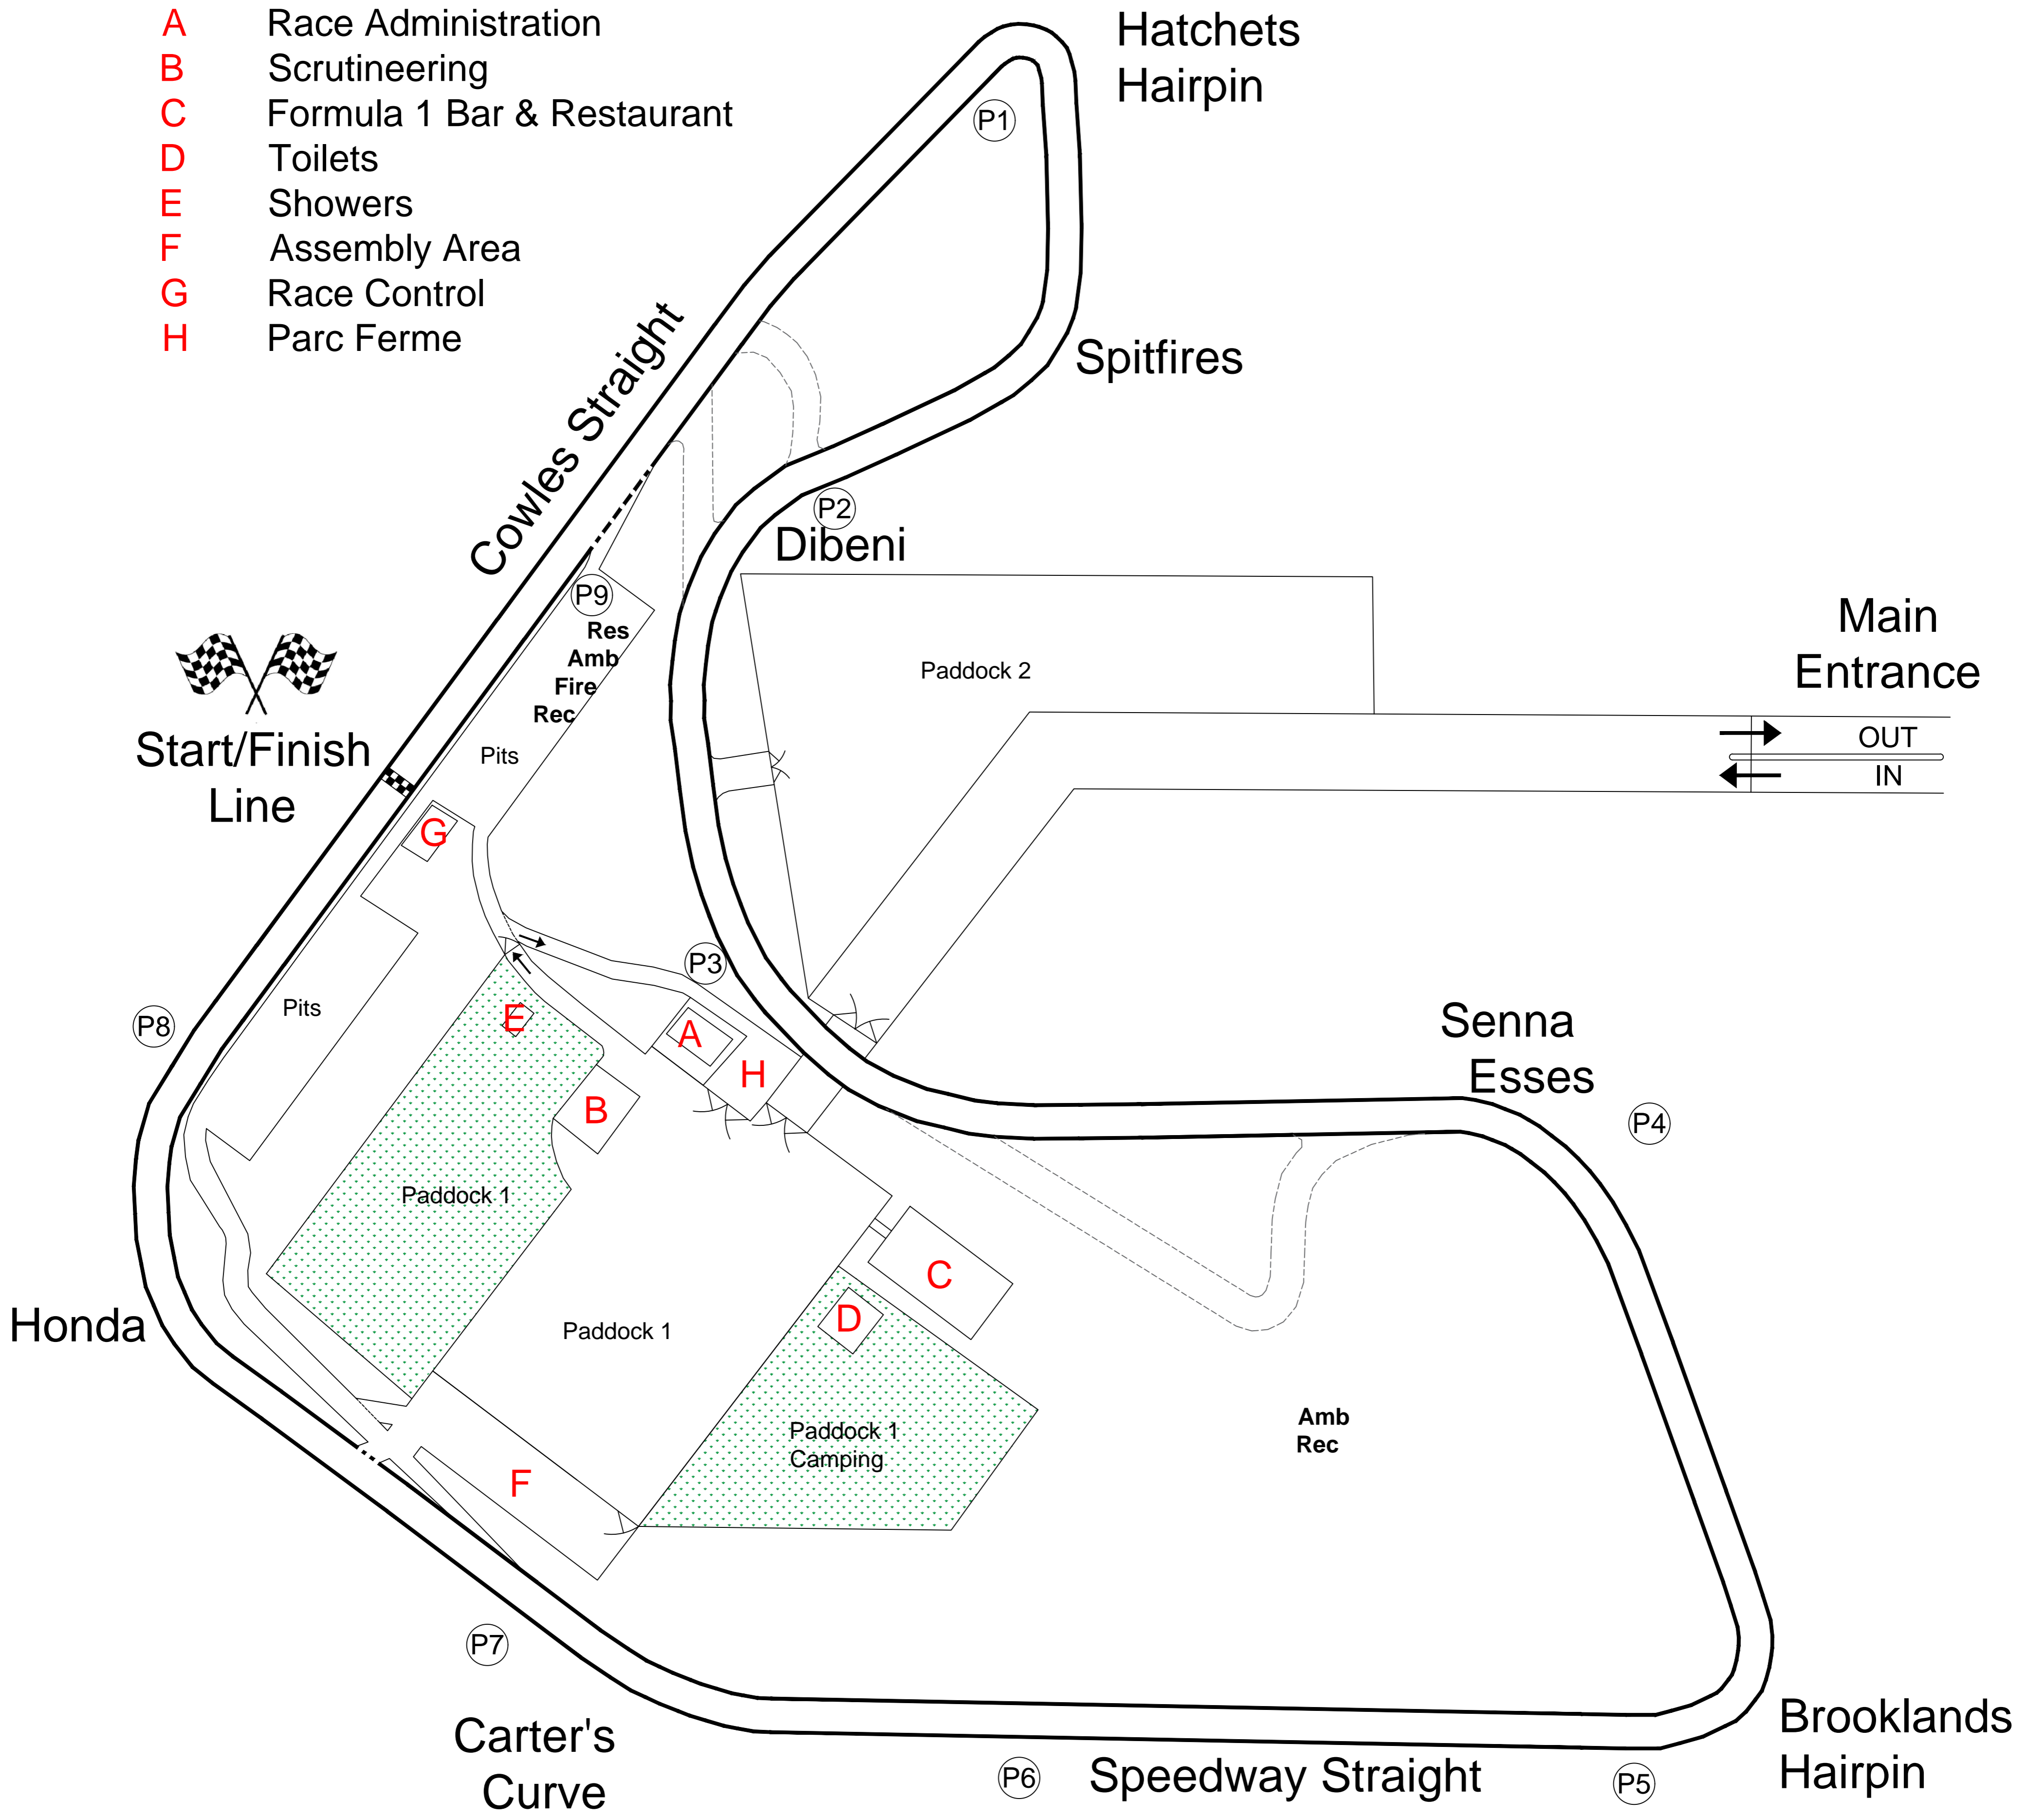 A Race Administration
B Scrutineering
C Formula 1 Bar & Restaurant
D Toilets
E Showers
F Assembly Area
G Race Control
H Parc Ferme
Hatchets
Hairpin
P1
Spitfires
Cowles Straight
P2
Dibeni
P9
Res
Amb
Fire
Rec
Pits
Paddock 2
Main
Entrance
OUT
IN
Start/Finish
Line
G
P3
P8
Pits
E
A
H
B
Senna
Esses
P4
Paddock 1
C
D
Honda
Paddock 1
Paddock 1
Camping
Amb
Rec
F
P7
Carter's
Curve
P6
Speedway Straight
P5
Brooklands
Hairpin